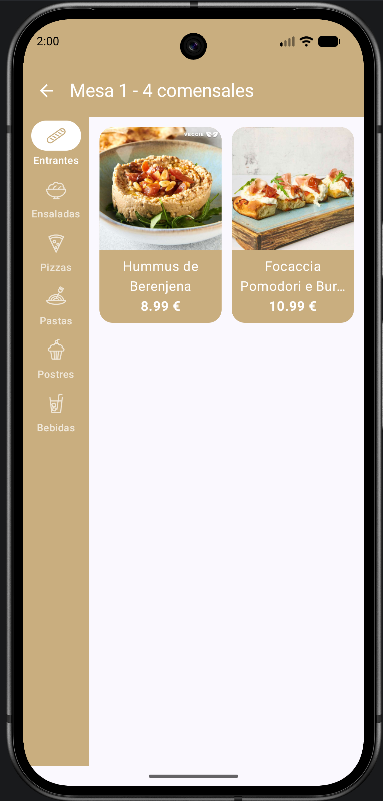 2:00
Mesa 1 - 4 comensales
Entrantes
Ensaladas
Pizzas
Pastas
Postres
Bebidas
VEGGIE
Hummus de
Berenjena
8.99 €
Focaccia
Pomodori e Bur...
10.99 €